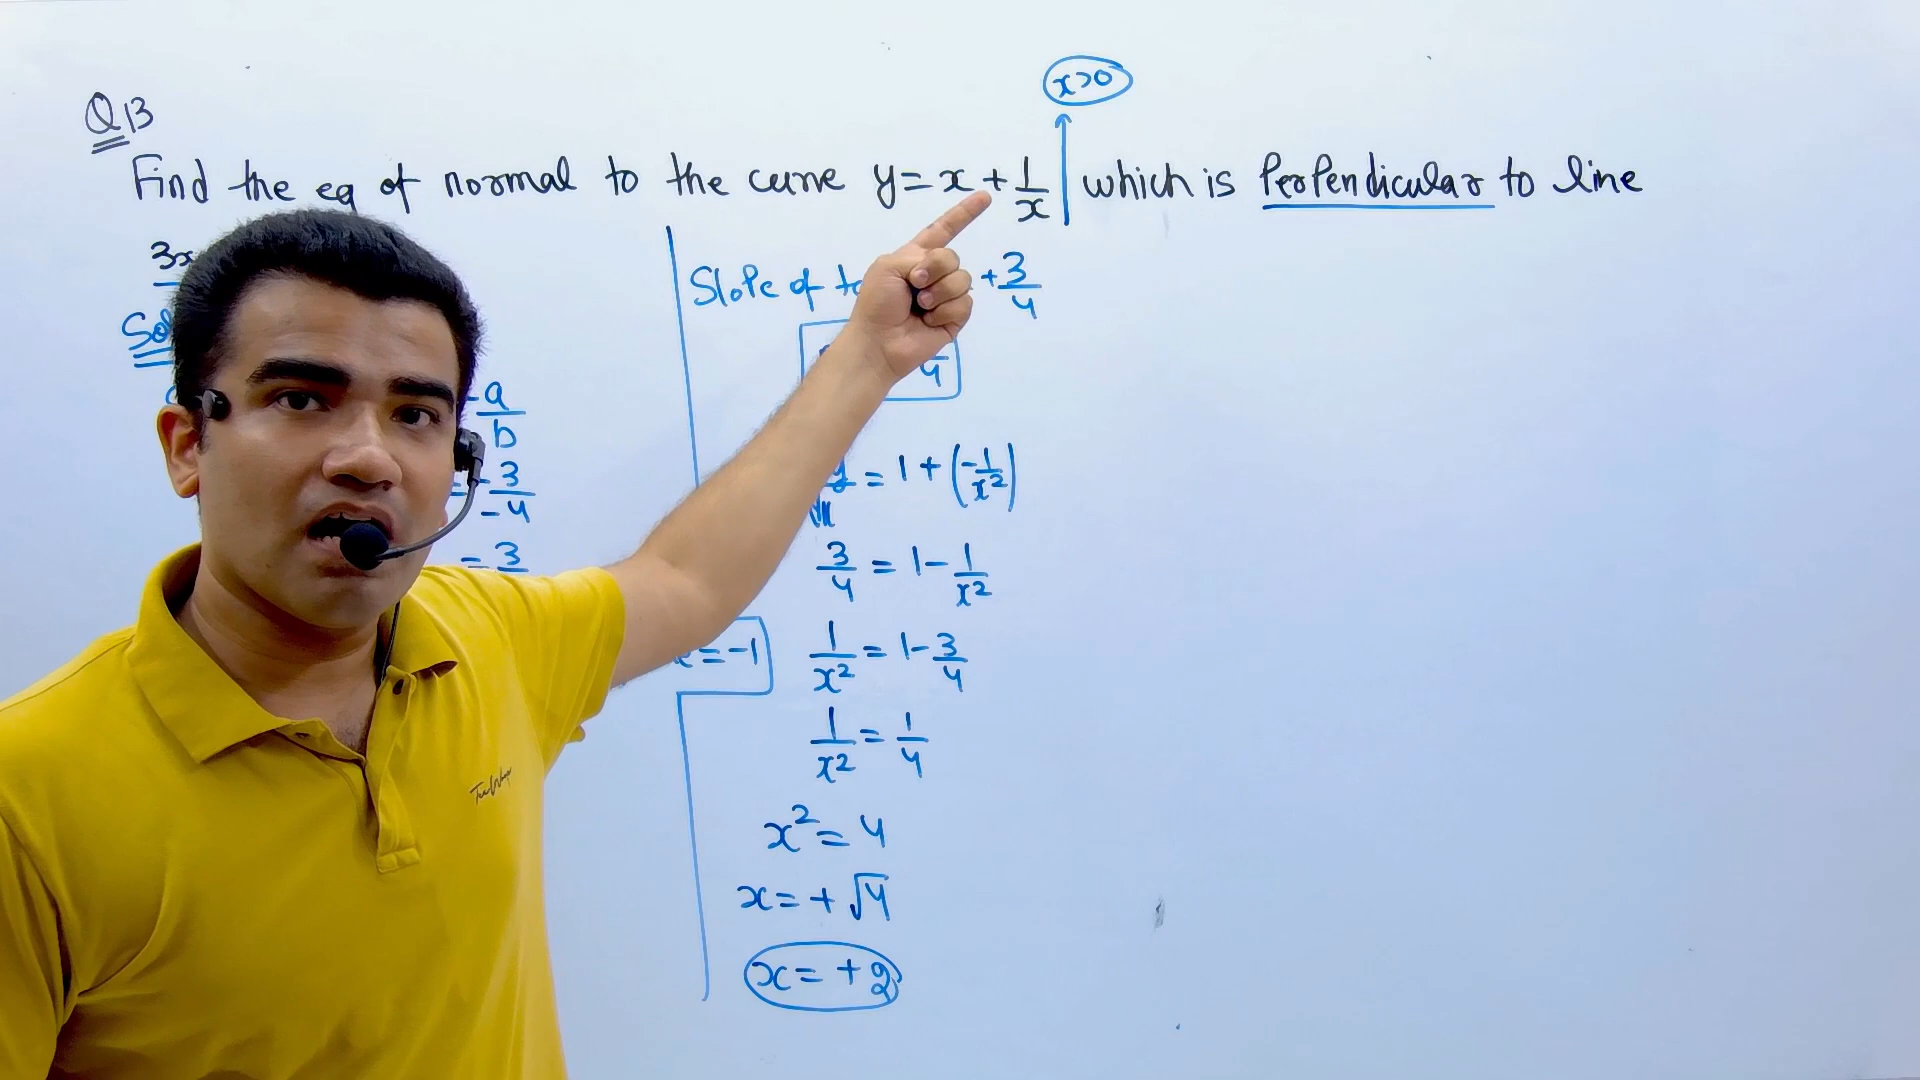 Q13
x>0
Find the eq of normal to the curve y = x + 1/x which is Perpendicular to line
3x
Sol
- a/b
= -3/-4
= 3
= -1
Slope of + 3/4
4
= 1 + (-1/x²)
3/4 = 1 - 1/x²
1/x² = 1 - 3/4
1/x² = 1/4
x² = 4
x = + √4
x = + 2